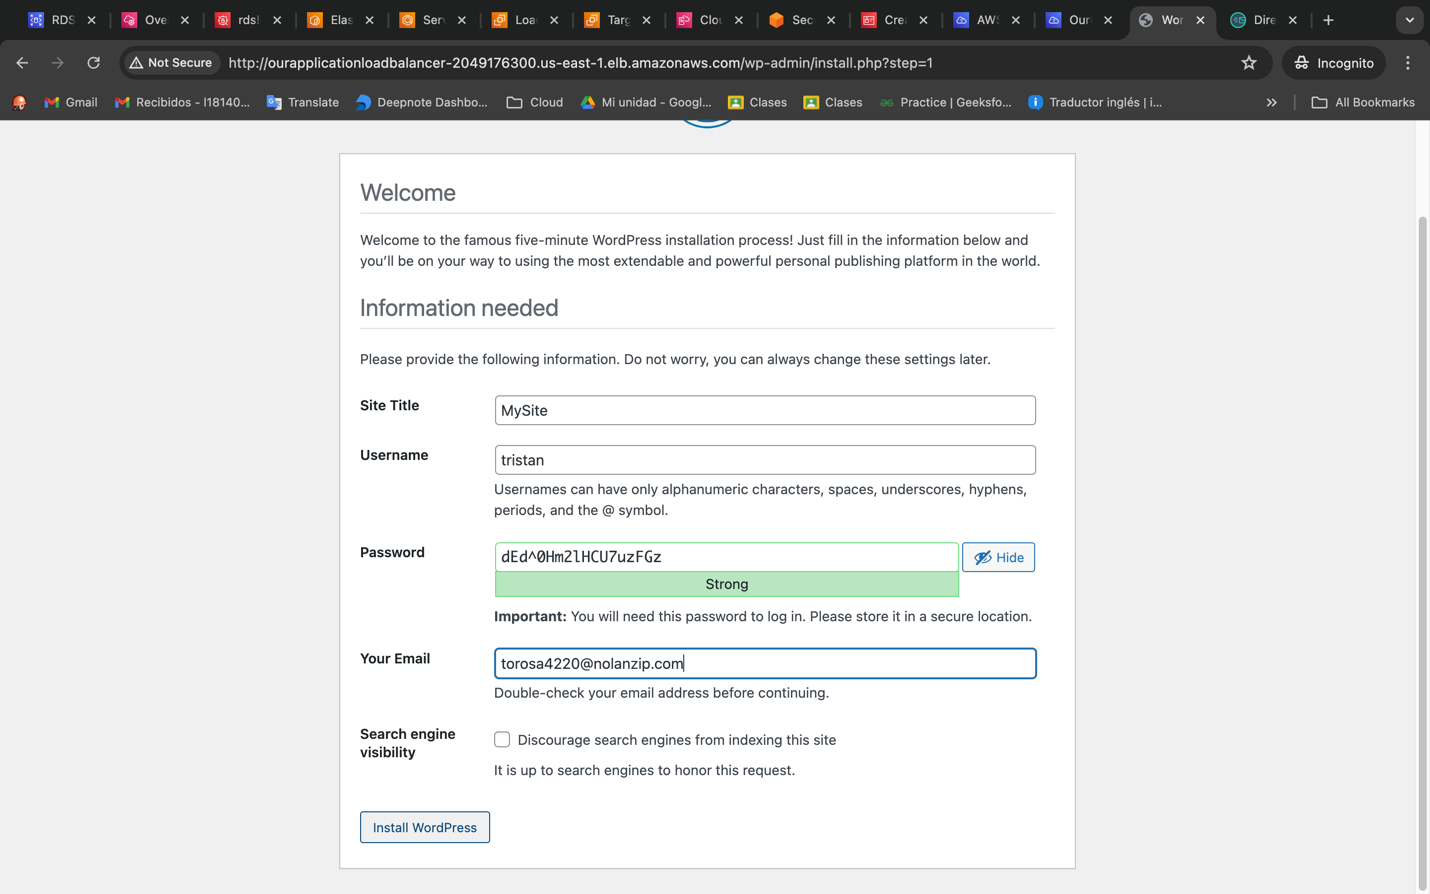 RDS
Ove
rds!
Elas
Serv
Loa
Targ
Clou
Sec
Cre
AW
Our
Wor
Dire
Not Secure
http://ourapplicationloadbalancer-2049176300.us-east-1.elb.amazonaws.com/wp-admin/install.php?step=1
Incognito
Gmail
Recibidos - l18140...
Translate
Deepnote Dashbo...
Cloud
Mi unidad - Googl...
Clases
Clases
Practice | Geeksfo...
Traductor inglés | i...
All Bookmarks
Welcome
Welcome to the famous five-minute WordPress installation process! Just fill in the information below and
you’ll be on your way to using the most extendable and powerful personal publishing platform in the world.
Information needed
Please provide the following information. Do not worry, you can always change these settings later.
Site Title
MySite
Username
tristan
Usernames can have only alphanumeric characters, spaces, underscores, hyphens,
periods, and the @ symbol.
Password
dEd^0Hm2lHCU7uzFGz
Hide
Strong
Important: You will need this password to log in. Please store it in a secure location.
Your Email
torosa4220@nolanzip.com
Double-check your email address before continuing.
Search engine
visibility
Discourage search engines from indexing this site
It is up to search engines to honor this request.
Install WordPress